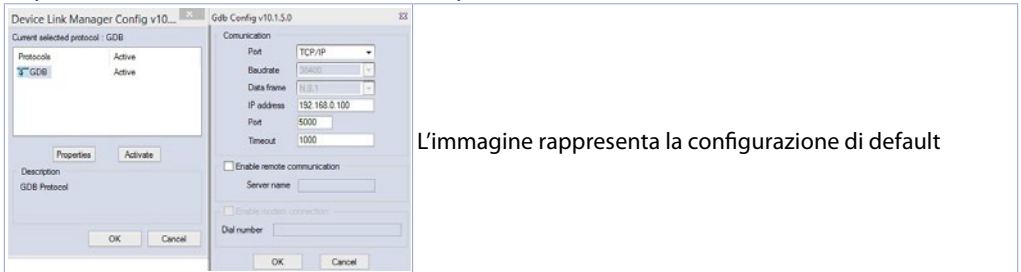 Device Link Manager Config v10....
Current selected protocol : GDB
Protocols Active
GDB Active
Properties Activate
Description
GDB Protocol
OK Cancel
Gdb Config v10.1.5.0
Comunication
Port TCP/IP
Baudrate 38400
Data frame N,8,1
IP address 192.168.0.100
Port 5000
Timeout 1000
Enable remote communication
Server name
Enable modem connection
Dial number
OK Cancel
L’immagine rappresenta la configurazione di default